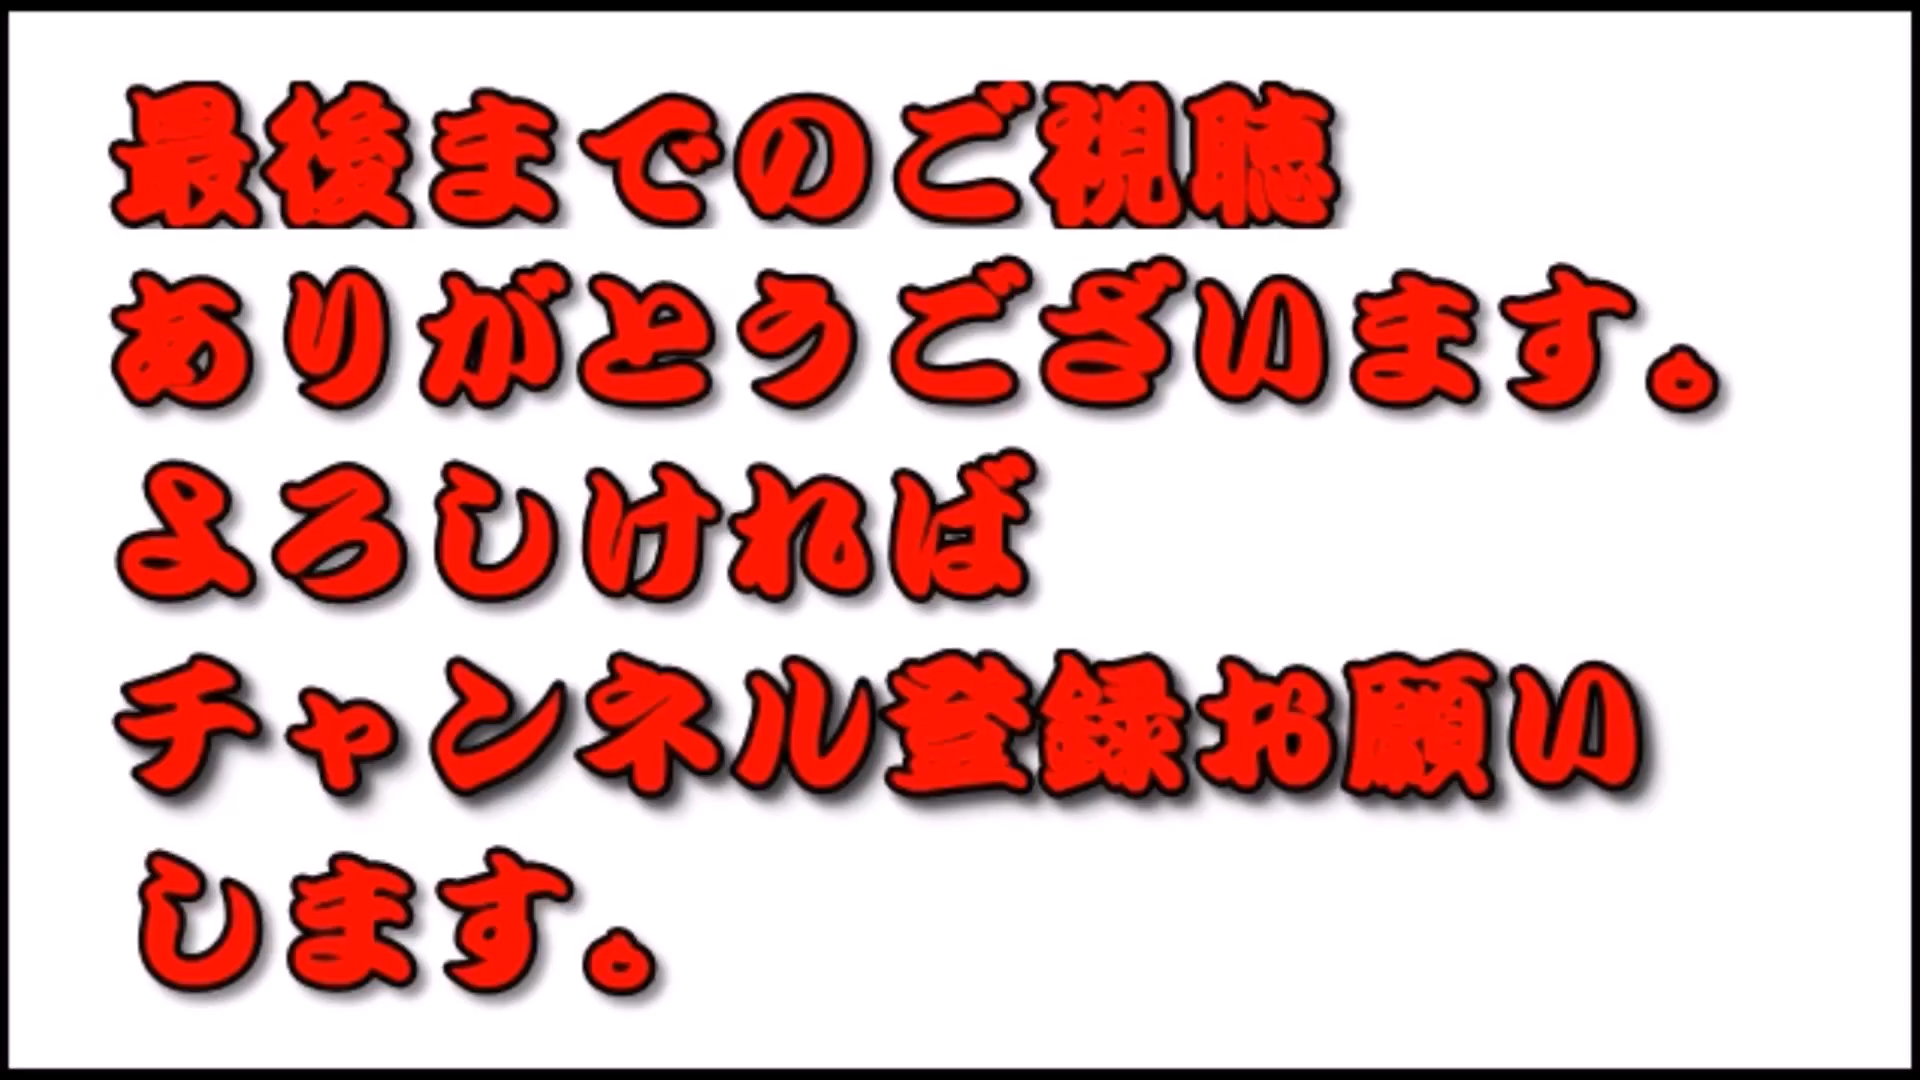 最後までのご視聴
ありがとうございます。
よろしければ
チャンネル登録お願い
します。